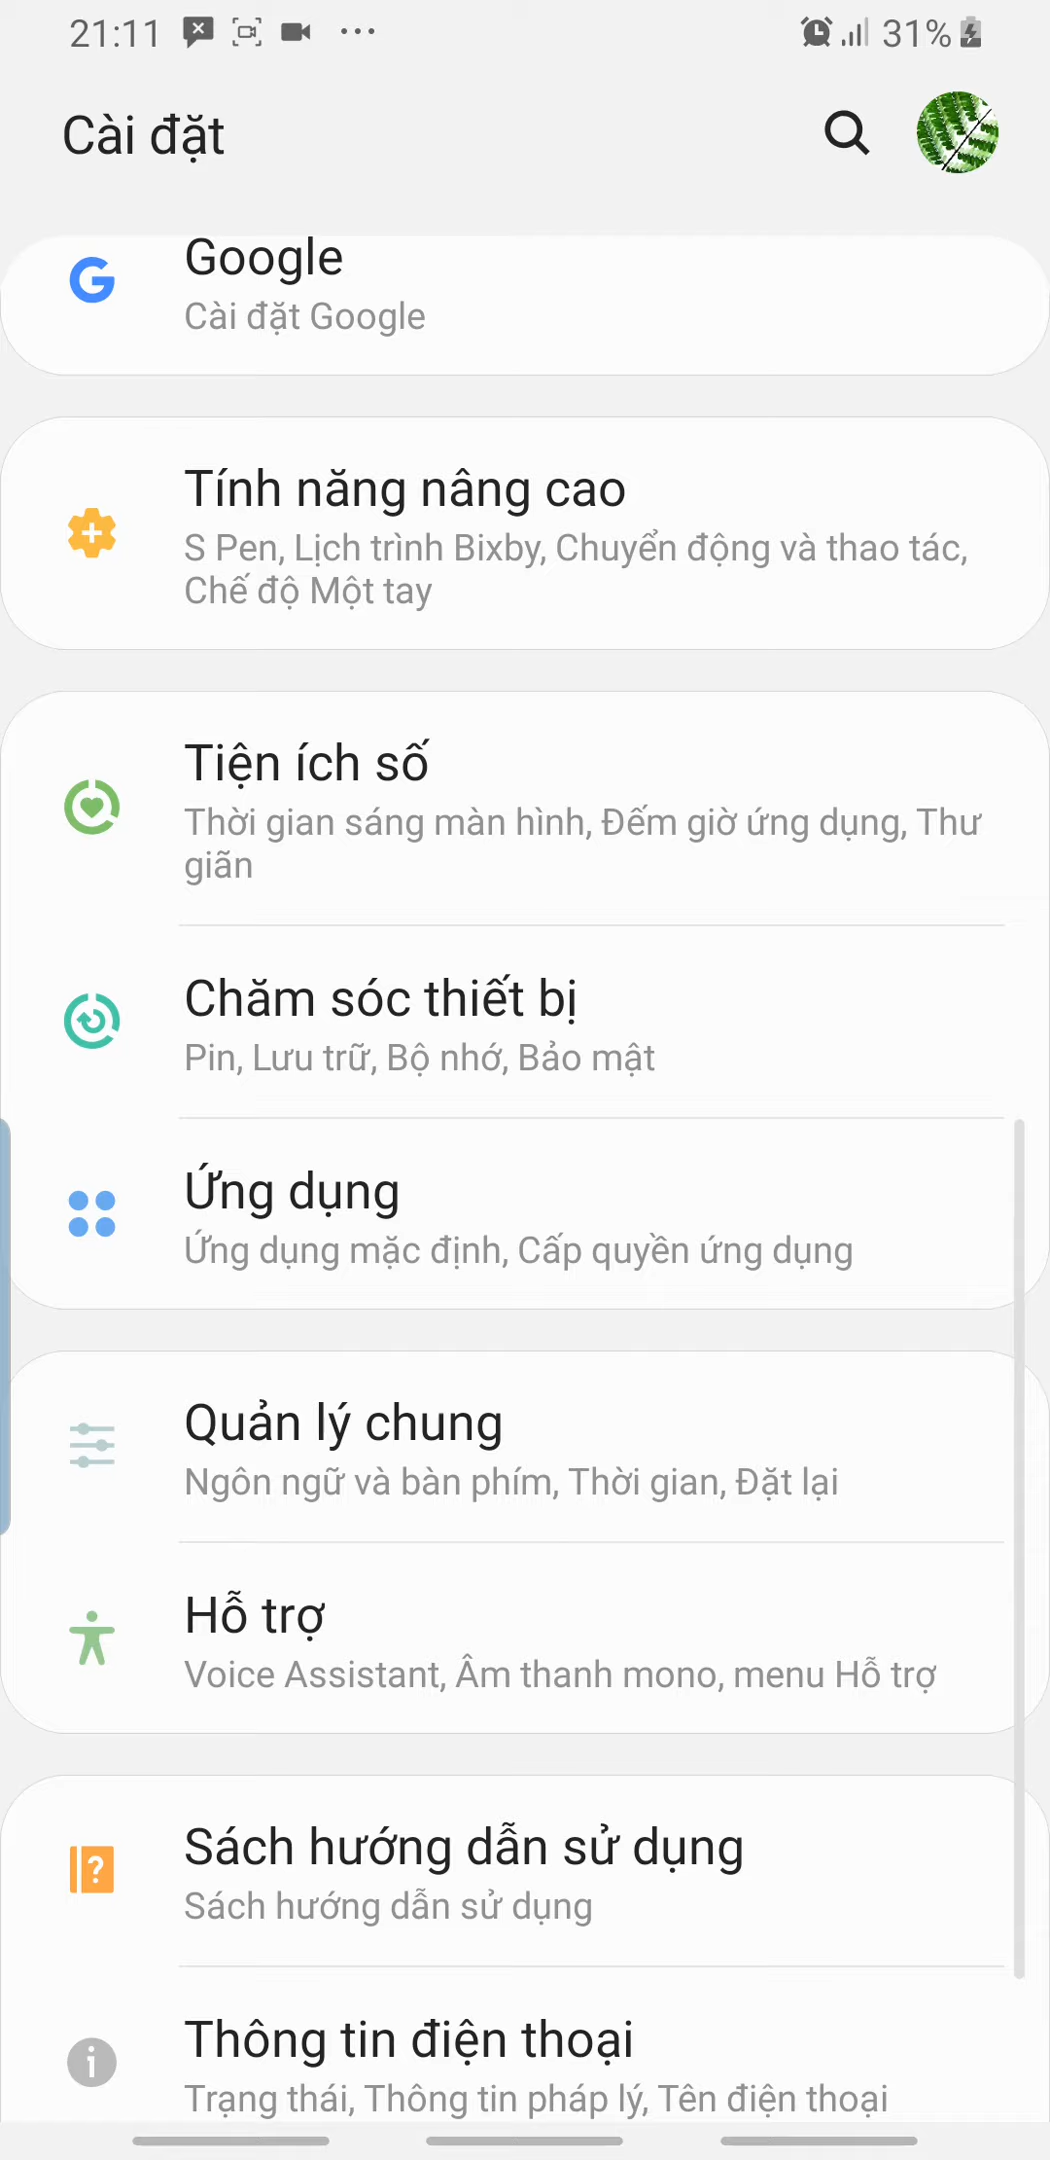 21:11
31%
Cài đặt
Google
Cài đặt Google
Tính năng nâng cao
S Pen, Lịch trình Bixby, Chuyển động và thao tác,
Chế độ Một tay
Tiện ích số
Thời gian sáng màn hình, Đếm giờ ứng dụng, Thư
giãn
Chăm sóc thiết bị
Pin, Lưu trữ, Bộ nhớ, Bảo mật
Ứng dụng
Ứng dụng mặc định, Cấp quyền ứng dụng
Quản lý chung
Ngôn ngữ và bàn phím, Thời gian, Đặt lại
Hỗ trợ
Voice Assistant, Âm thanh mono, menu Hỗ trợ
Sách hướng dẫn sử dụng
Sách hướng dẫn sử dụng
Thông tin điện thoại
Trạng thái, Thông tin pháp lý, Tên điện thoại